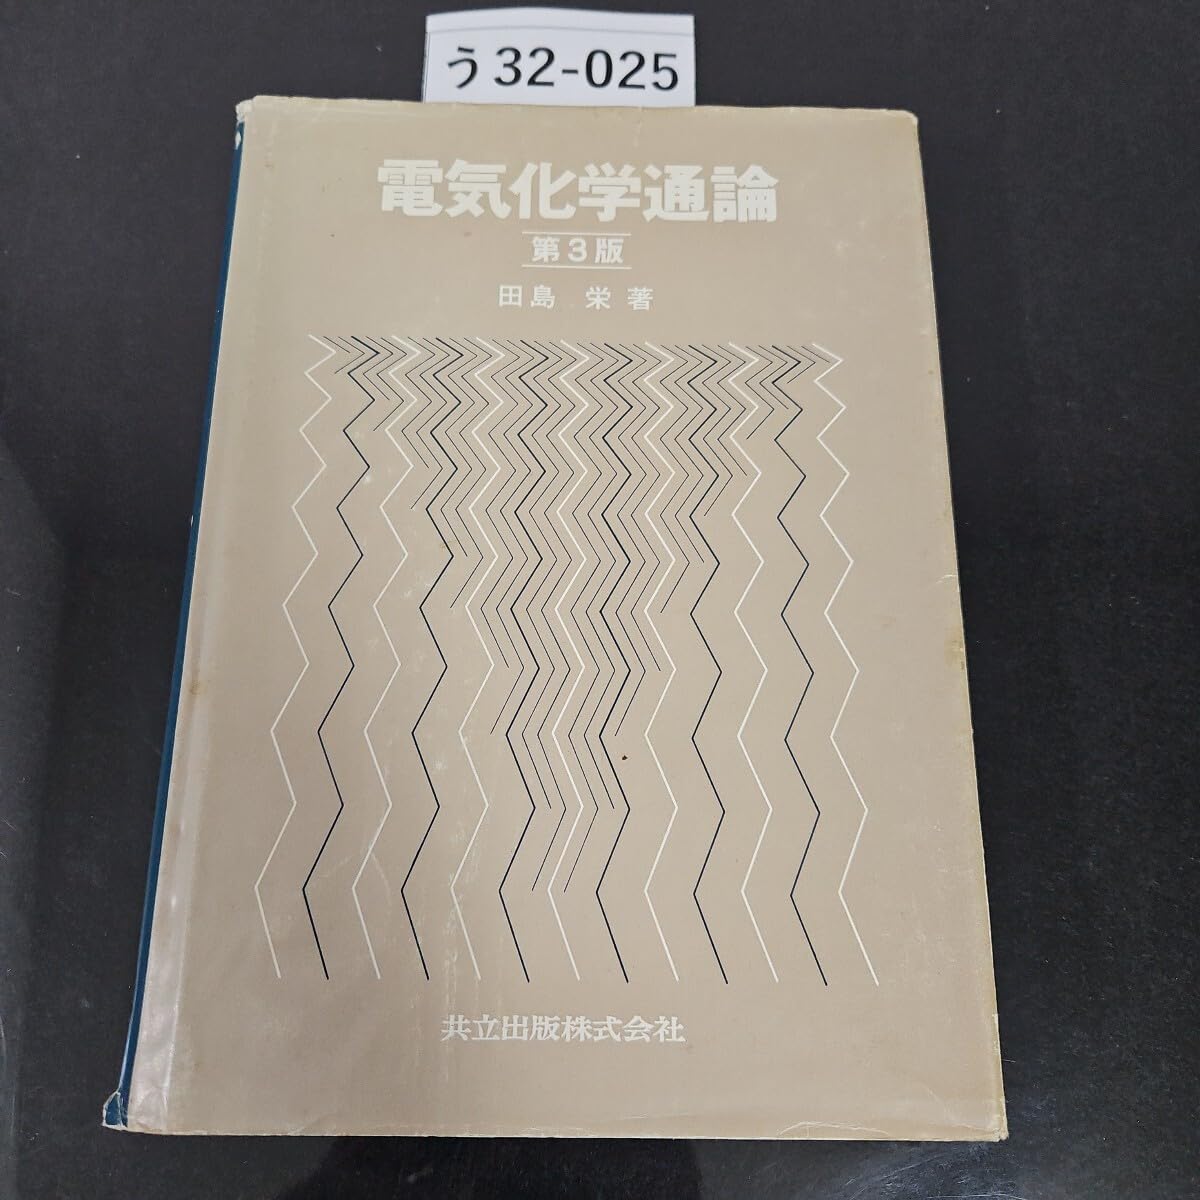 う32-025
電気化学通論
第3版
田島 栄著
共立出版株式会社